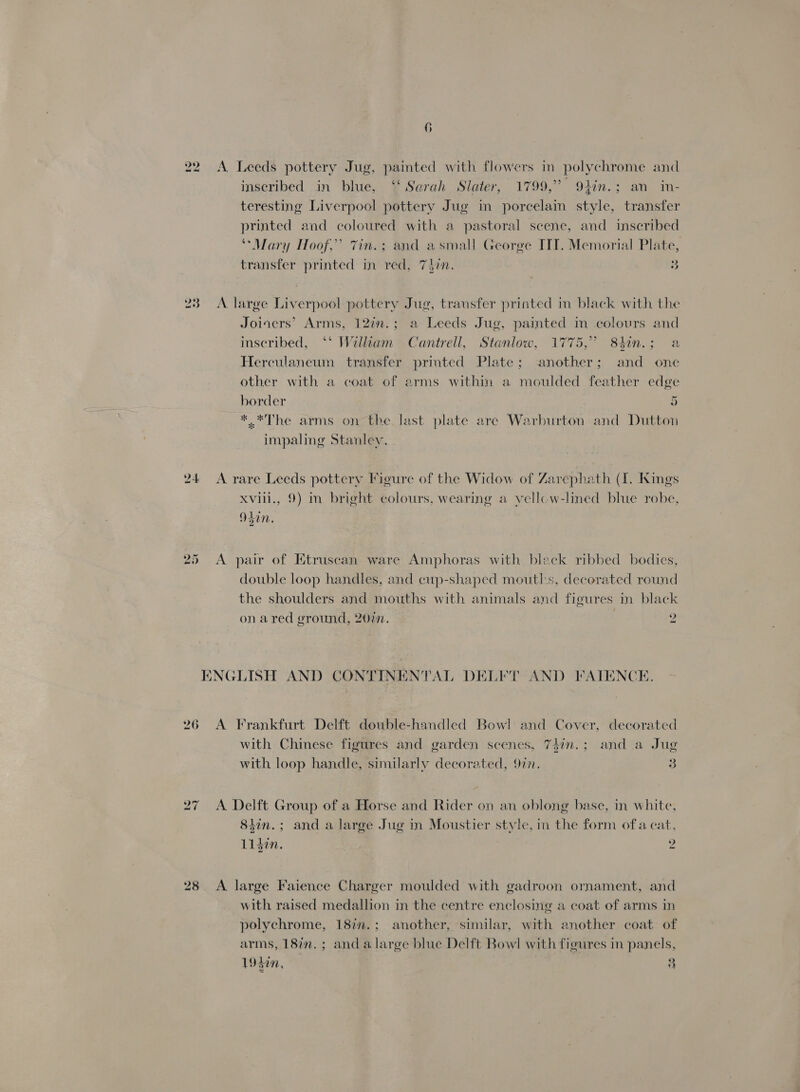 6
22 A Leeds pottery Jug, painted with flowers in polychrome and
inscribed in blue, “Sarah Slater, 1799,” 9½in.; an in-
teresting Liverpool pottery Jug in porcelain style, transfer
printed and coloured with a pastoral scene, and inscribed
“Mary Hoof,” 7in.; and a small George III. Memorial Plate,
transfer printed in red, 7½in. 3
23 A large Liverpool pottery Jug, transfer printed in black with the
Joiners’ Arms, 12in.; a Leeds Jug, painted in colours and
inscribed, “William Cantrell, Stanlow, 1775,” 8½in.; a
Herculaneum transfer printed Plate; another; and one
other with a coat of arms within a moulded feather edge
border 5
*⁎*The arms on the last plate are Warburton and Dutton
impaling Stanley.
24 A rare Leeds pottery Figure of the Widow of Zarephath (I. Kings
xviii., 9) in bright colours, wearing a yellow-lined blue robe,
9½in.
25 A pair of Etruscan ware Amphoras with black ribbed bodies,
double loop handles, and cup-shaped mouths, decorated round
the shoulders and mouths with animals and figures in black
on a red ground, 20in. 2
ENGLISH AND CONTINENTAL DELFT AND FAIENCE.
26 A Frankfurt Delft double-handled Bowl and Cover, decorated
with Chinese figures and garden scenes, 7½in.; and a Jug
with loop handle, similarly decorated, 9in. 3
27 A Delft Group of a Horse and Rider on an oblong base, in white,
8½in.; and a large Jug in Moustier style, in the form of a cat,
11½in. 2
28 A large Faience Charger moulded with gadroon ornament, and
with raised medallion in the centre enclosing a coat of arms in
polychrome, 18in.; another, similar, with another coat of
arms, 18in.; and a large blue Delft Bowl with figures in panels,
19½in, 3